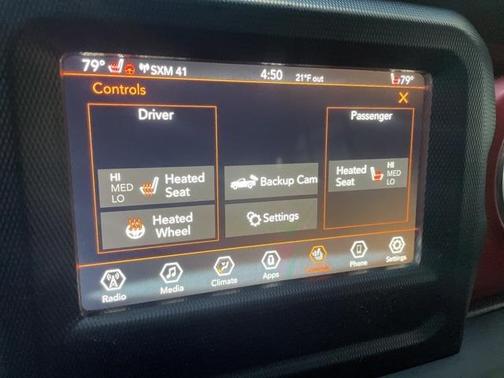 79° SXM 41 4:50 21°F out 79°
Controls X
Driver
Passenger
HI
MED
LO
Heated
Seat
Backup Cam
Heated
Seat
HI
MED
LO
Heated
Wheel
Settings
Radio Media Climate Apps Controls Phone Settings